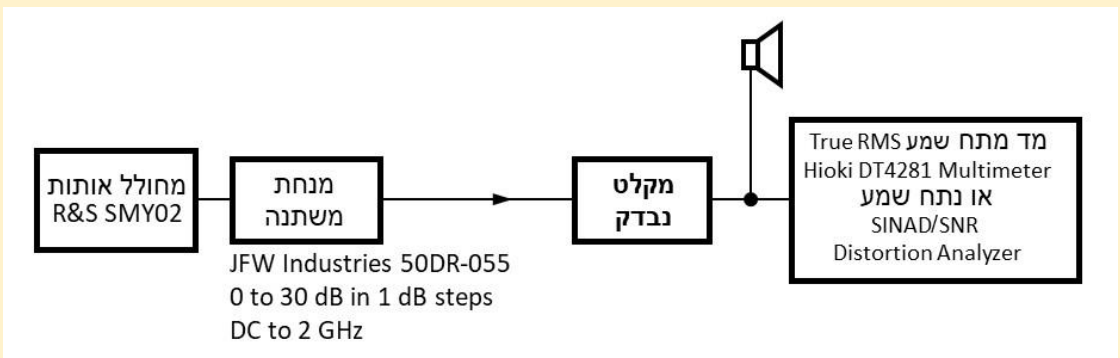 מחולל אותות
R&S SMY02
מנחת
משתנה
JFW Industries 50DR-055
0 to 30 dB in 1 dB steps
DC to 2 GHz
מקלט
נבדק
מד מתח שמע True RMS
Hioki DT4281 Multimeter
או נתח שמע
SINAD/SNR
Distortion Analyzer